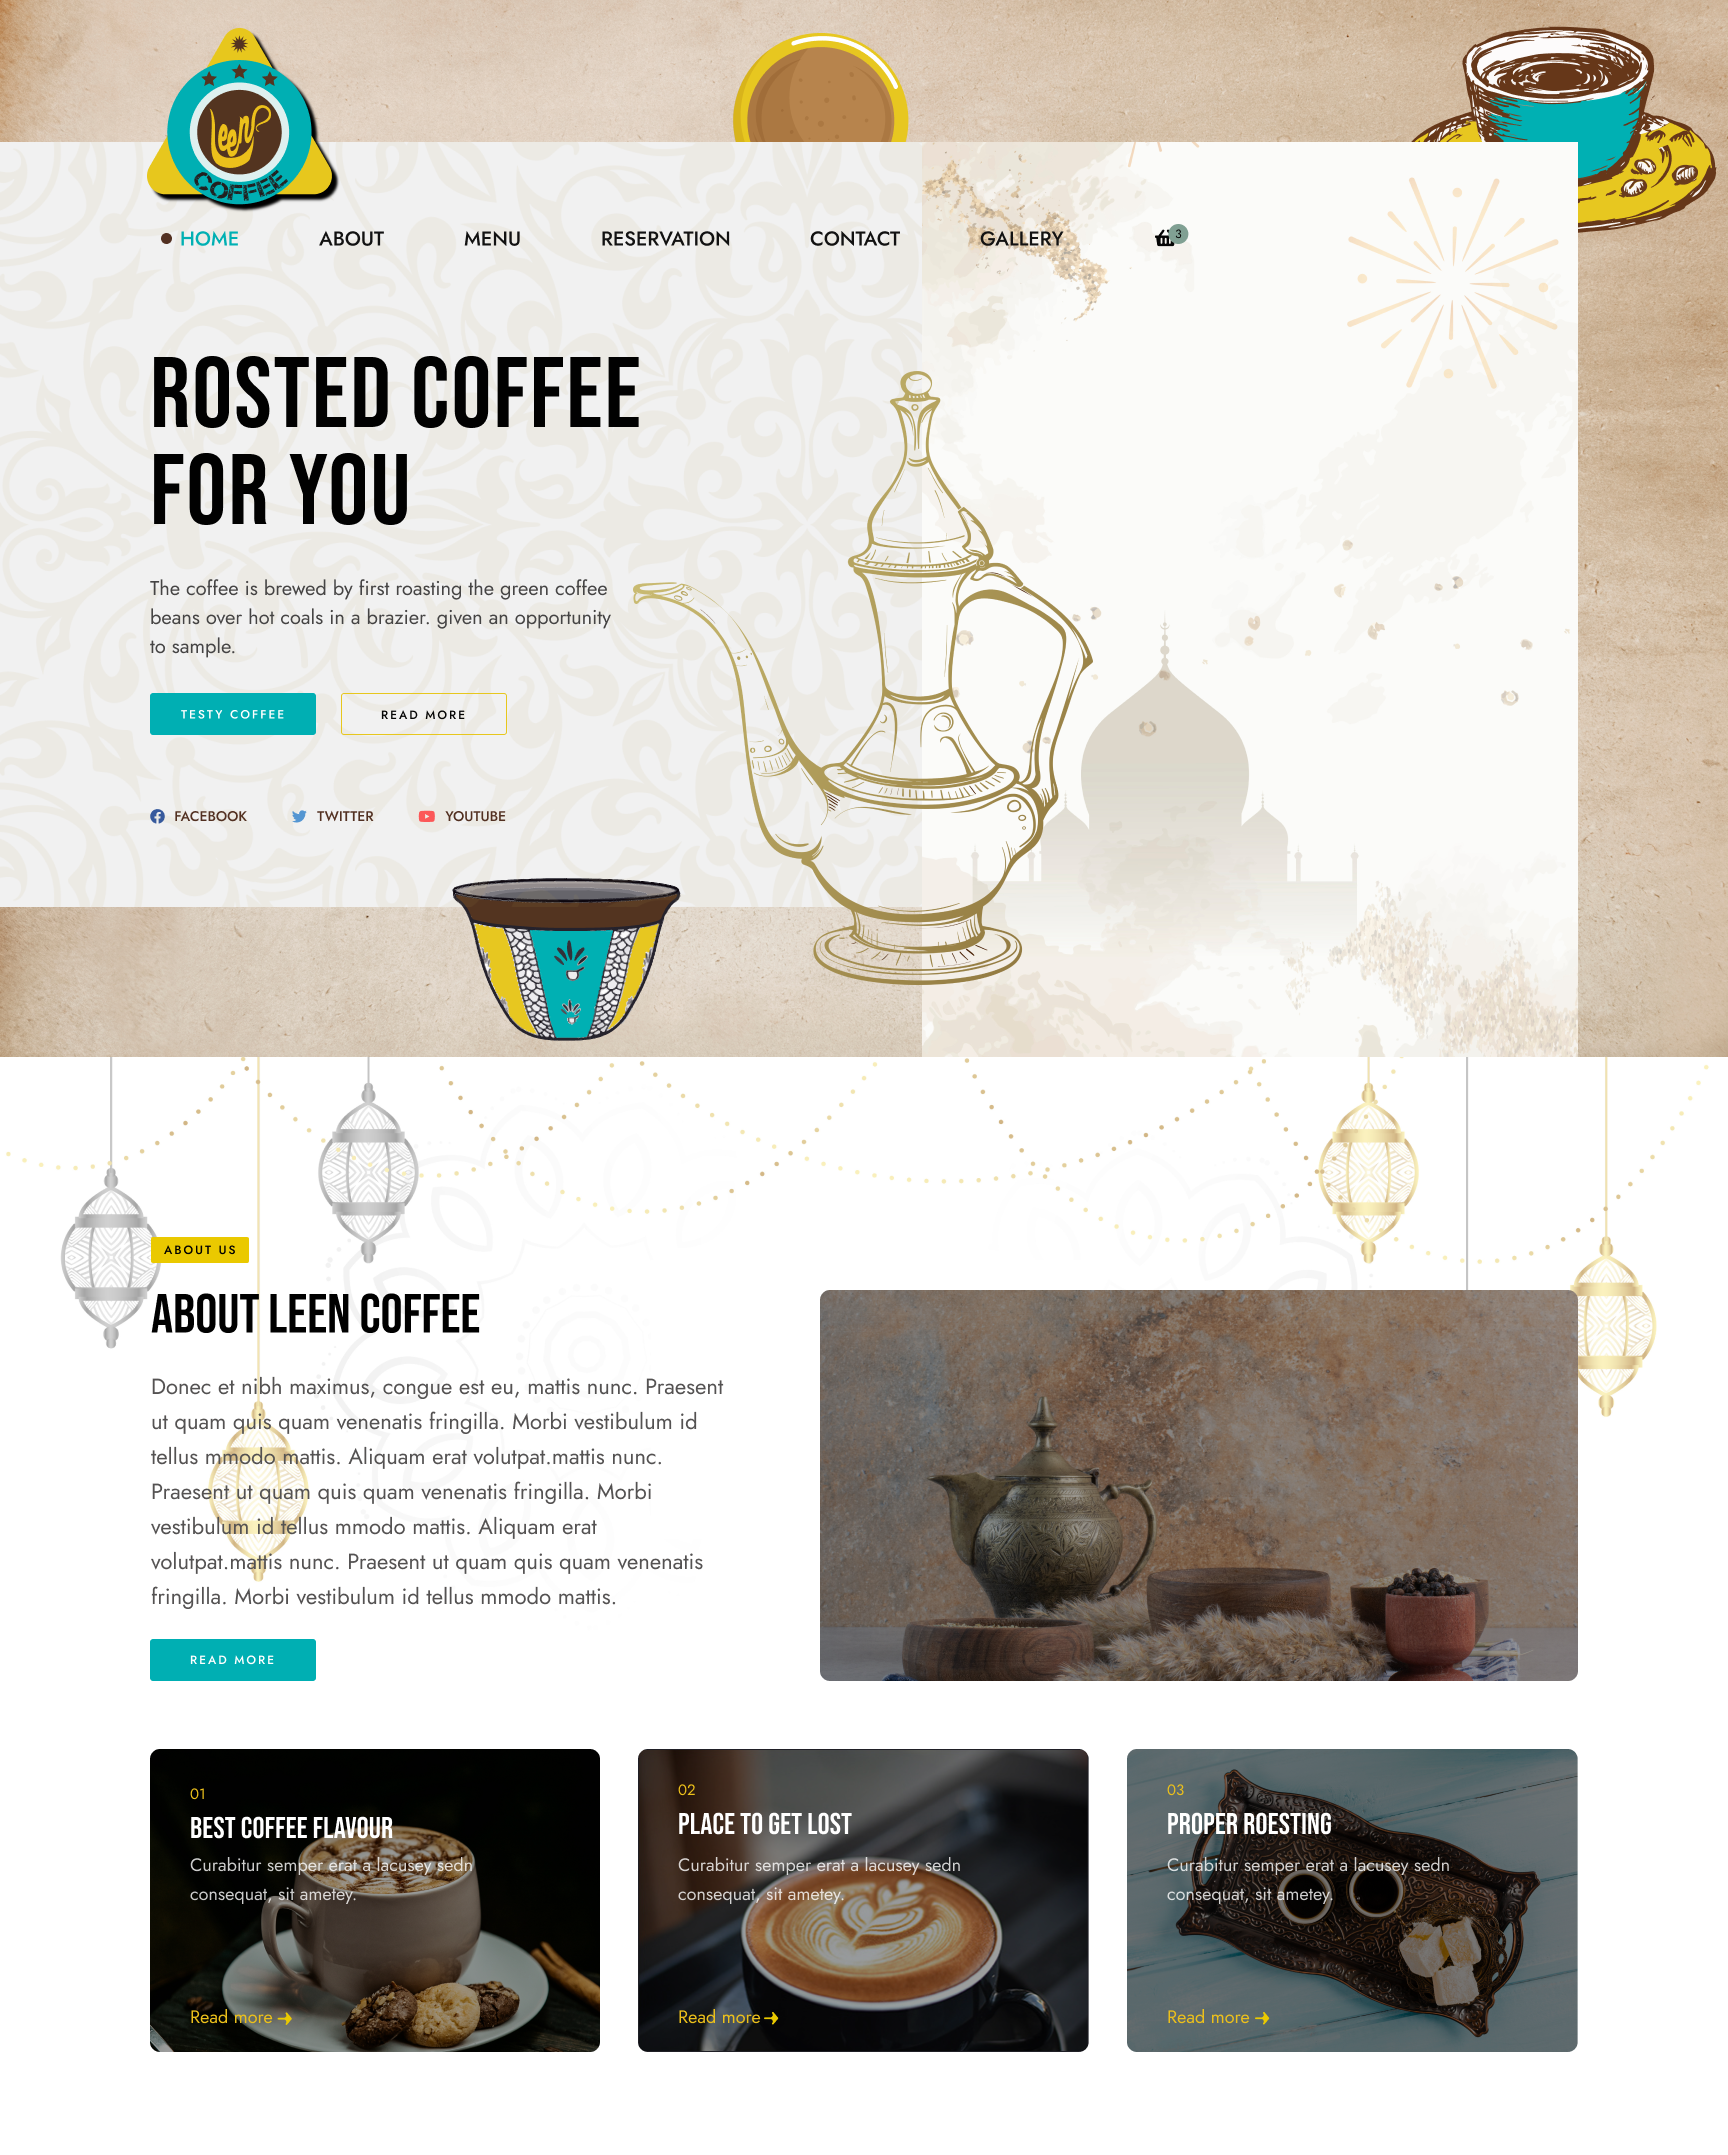 Leen
COFFEE
HOME ABOUT MENU RESERVATION CONTACT GALLERY 3
ROSTED COFFEE
FOR YOU
The coffee is brewed by first roasting the green coffee
beans over hot coals in a brazier. given an opportunity
to sample.
TESTY COFFEE READ MORE
FACEBOOK TWITTER YOUTUBE
ABOUT US
ABOUT LEEN COFFEE
Donec et nibh maximus, congue est eu, mattis nunc. Praesent
ut quam quis quam venenatis fringilla. Morbi vestibulum id
tellus mmodo mattis. Aliquam erat volutpat.mattis nunc.
Praesent ut quam quis quam venenatis fringilla. Morbi
vestibulum id tellus mmodo mattis. Aliquam erat
volutpat.mattis nunc. Praesent ut quam quis quam venenatis
fringilla. Morbi vestibulum id tellus mmodo mattis.
READ MORE
01
BEST COFFEE FLAVOUR
Curabitur semper erat a lacusey sedn
consequat, sit ametey.
Read more
02
PLACE TO GET LOST
Curabitur semper erat a lacusey sedn
consequat, sit ametey.
Read more
03
PROPER ROESTING
Curabitur semper erat a lacusey sedn
consequat, sit ametey.
Read more